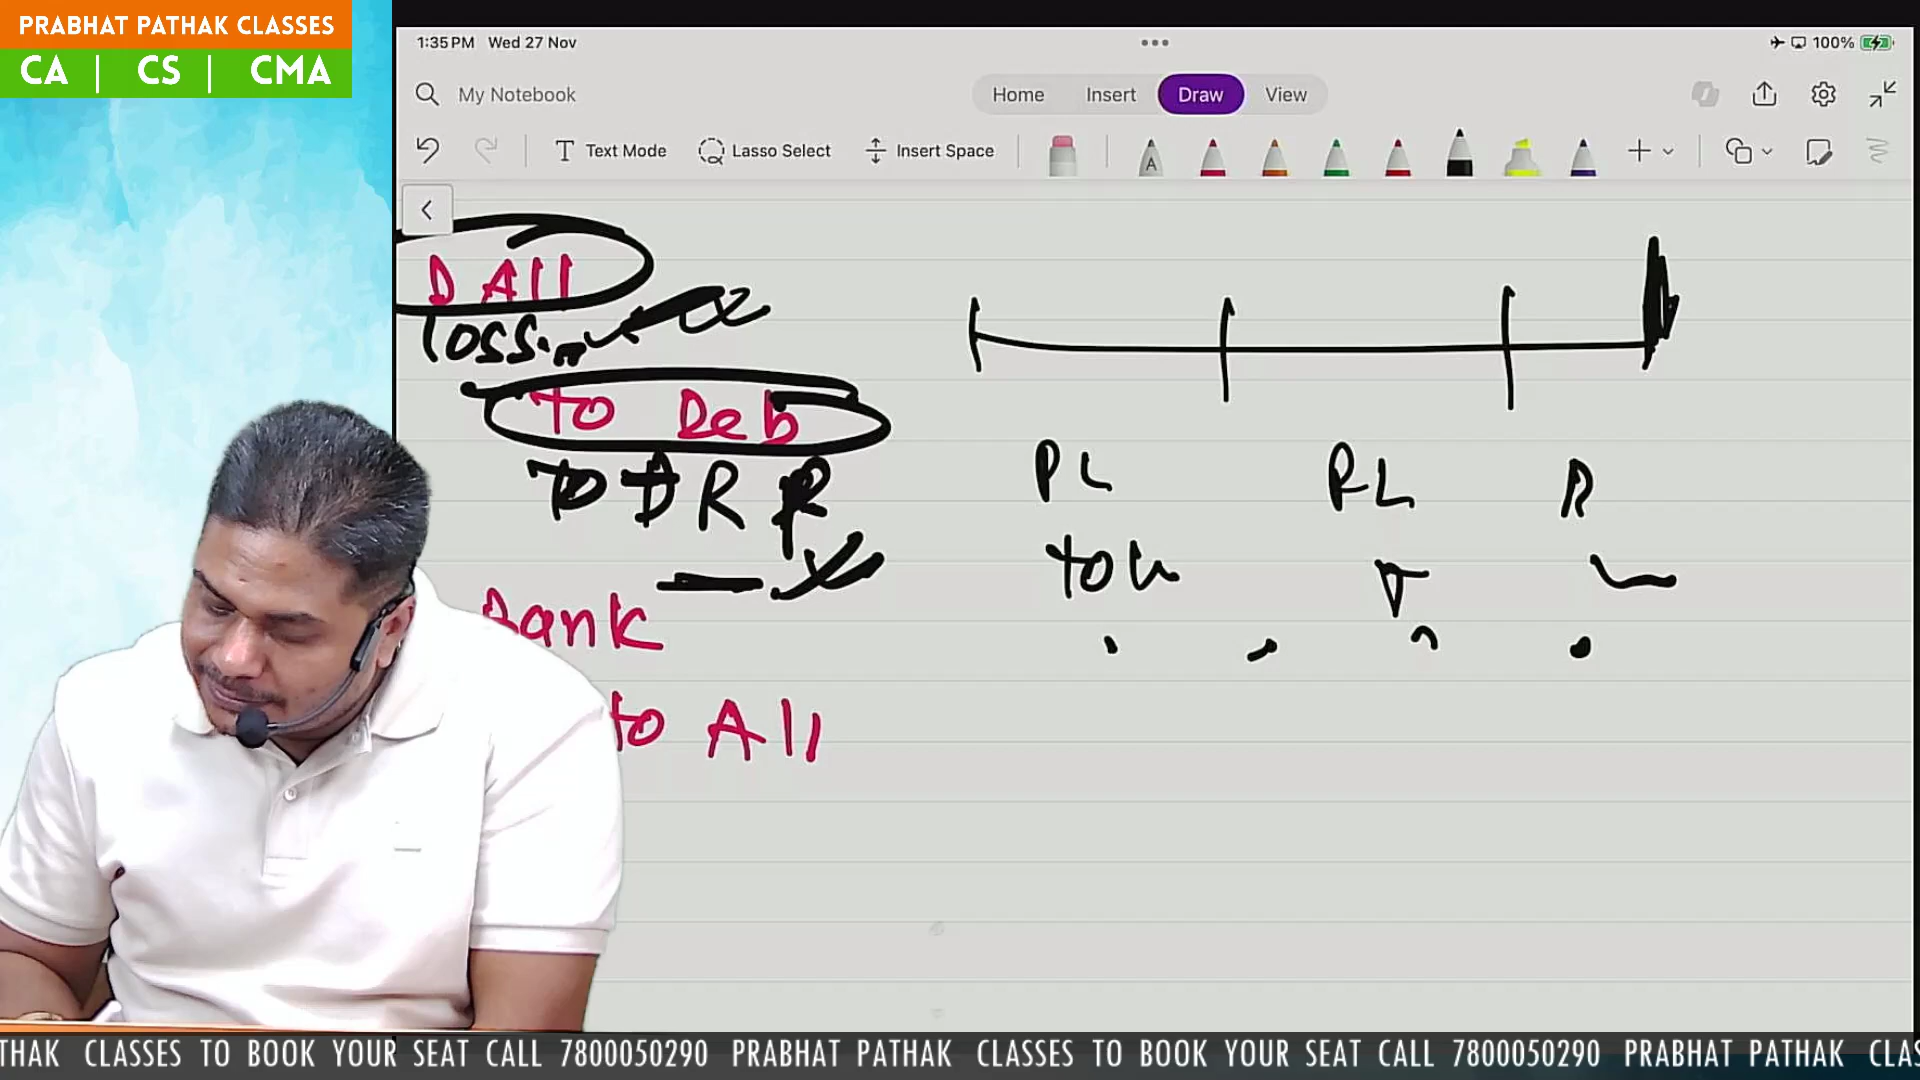 PRABHAT PATHAK CLASSES
CA | CS | CMA
1:35 PM Wed 27 Nov
100%
My Notebook
Home Insert Draw View
Text Mode Lasso Select Insert Space
A
D All
loss
to Deb
to D R R
Bank
to All
PL RL
THAK CLASSES TO BOOK YOUR SEAT CALL 7800050290 PRABHAT PATHAK CLASSES TO BOOK YOUR SEAT CALL 7800050290 PRABHAT PATHAK CLAS